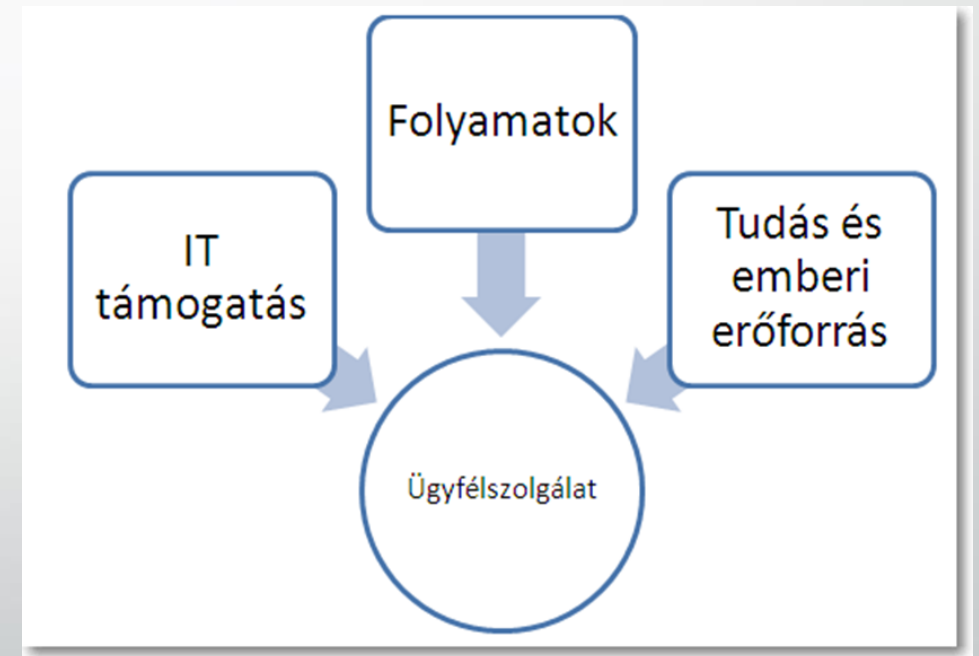 Folyamatok
IT
támogatás
Tudás és
emberi
erőforrás
Ügyfélszolgálat